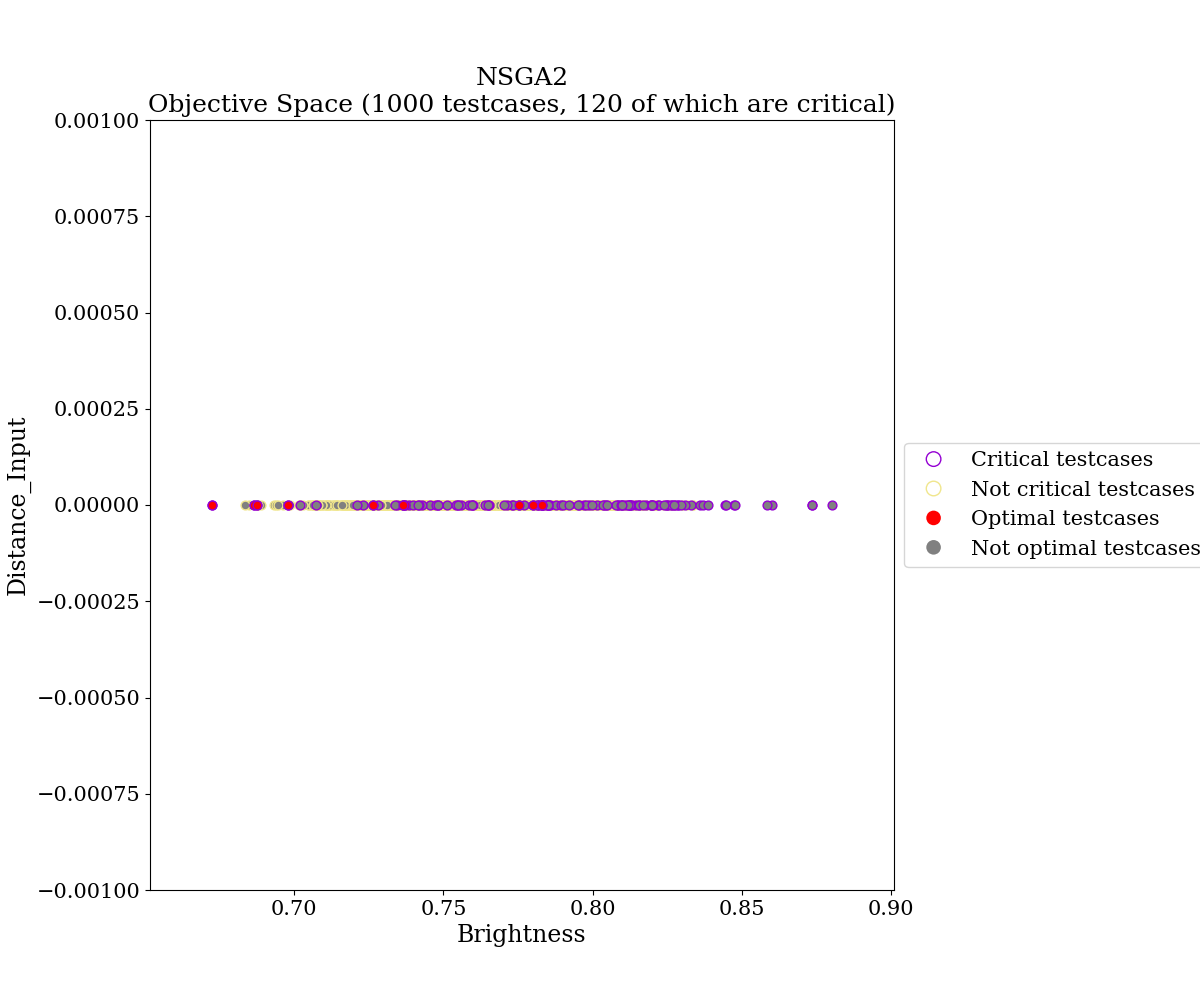 NSGA2
Objective Space (1000 testcases, 120 of which are critical)
0.00100
0.00075
0.00050
0.00025
0.00000
−0.00025
−0.00050
−0.00075
−0.00100
Distance_Input
0.70
0.75
0.80
0.85
0.90
Brightness
Critical testcases
Not critical testcases
Optimal testcases
Not optimal testcases